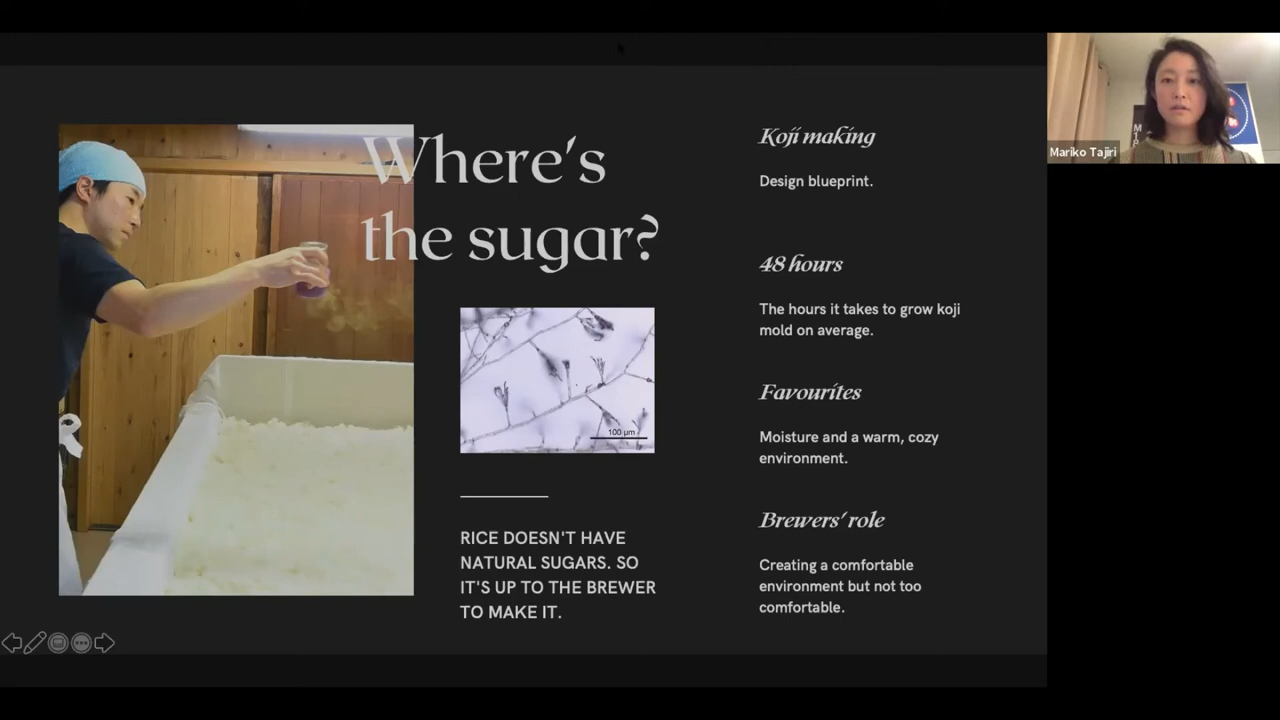 Where's
the sugar?
100 µm
RICE DOESN'T HAVE
NATURAL SUGARS. SO
IT'S UP TO THE BREWER
TO MAKE IT.
Koji making
Design blueprint.
48 hours
The hours it takes to grow koji
mold on average.
Favourites
Moisture and a warm, cozy
environment.
Brewers' role
Creating a comfortable
environment but not too
comfortable.
Mariko Tajiri